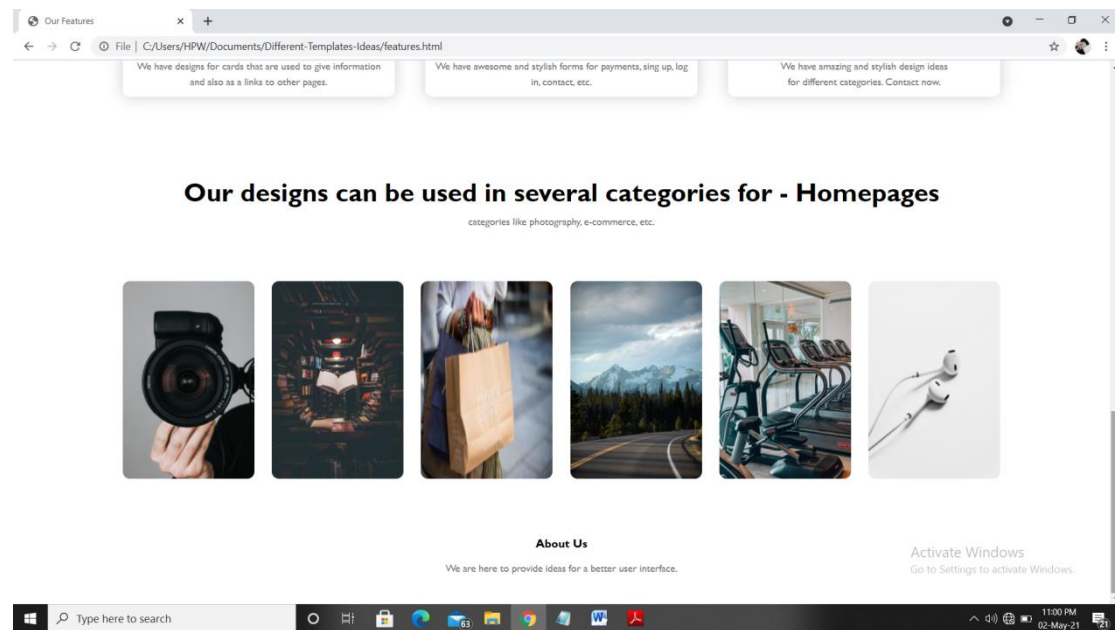 Our Features
File
C:/Users/HPW/Documents/Different-Templates-Ideas/features.html
We have designs for cards that are used to give information
and also as a links to other pages.
We have awesome and stylish forms for payments, sing up, log
in, contact, etc.
We have amazing and stylish design ideas
for different categories. Contact now.
Our designs can be used in several categories for - Homepages
categories like photography, e-commerce, etc.
About Us
We are here to provide ideas for a better user interface.
Activate Windows
Go to Settings to activate Windows.
Type here to search
63
11:00 PM
02-May-21
21